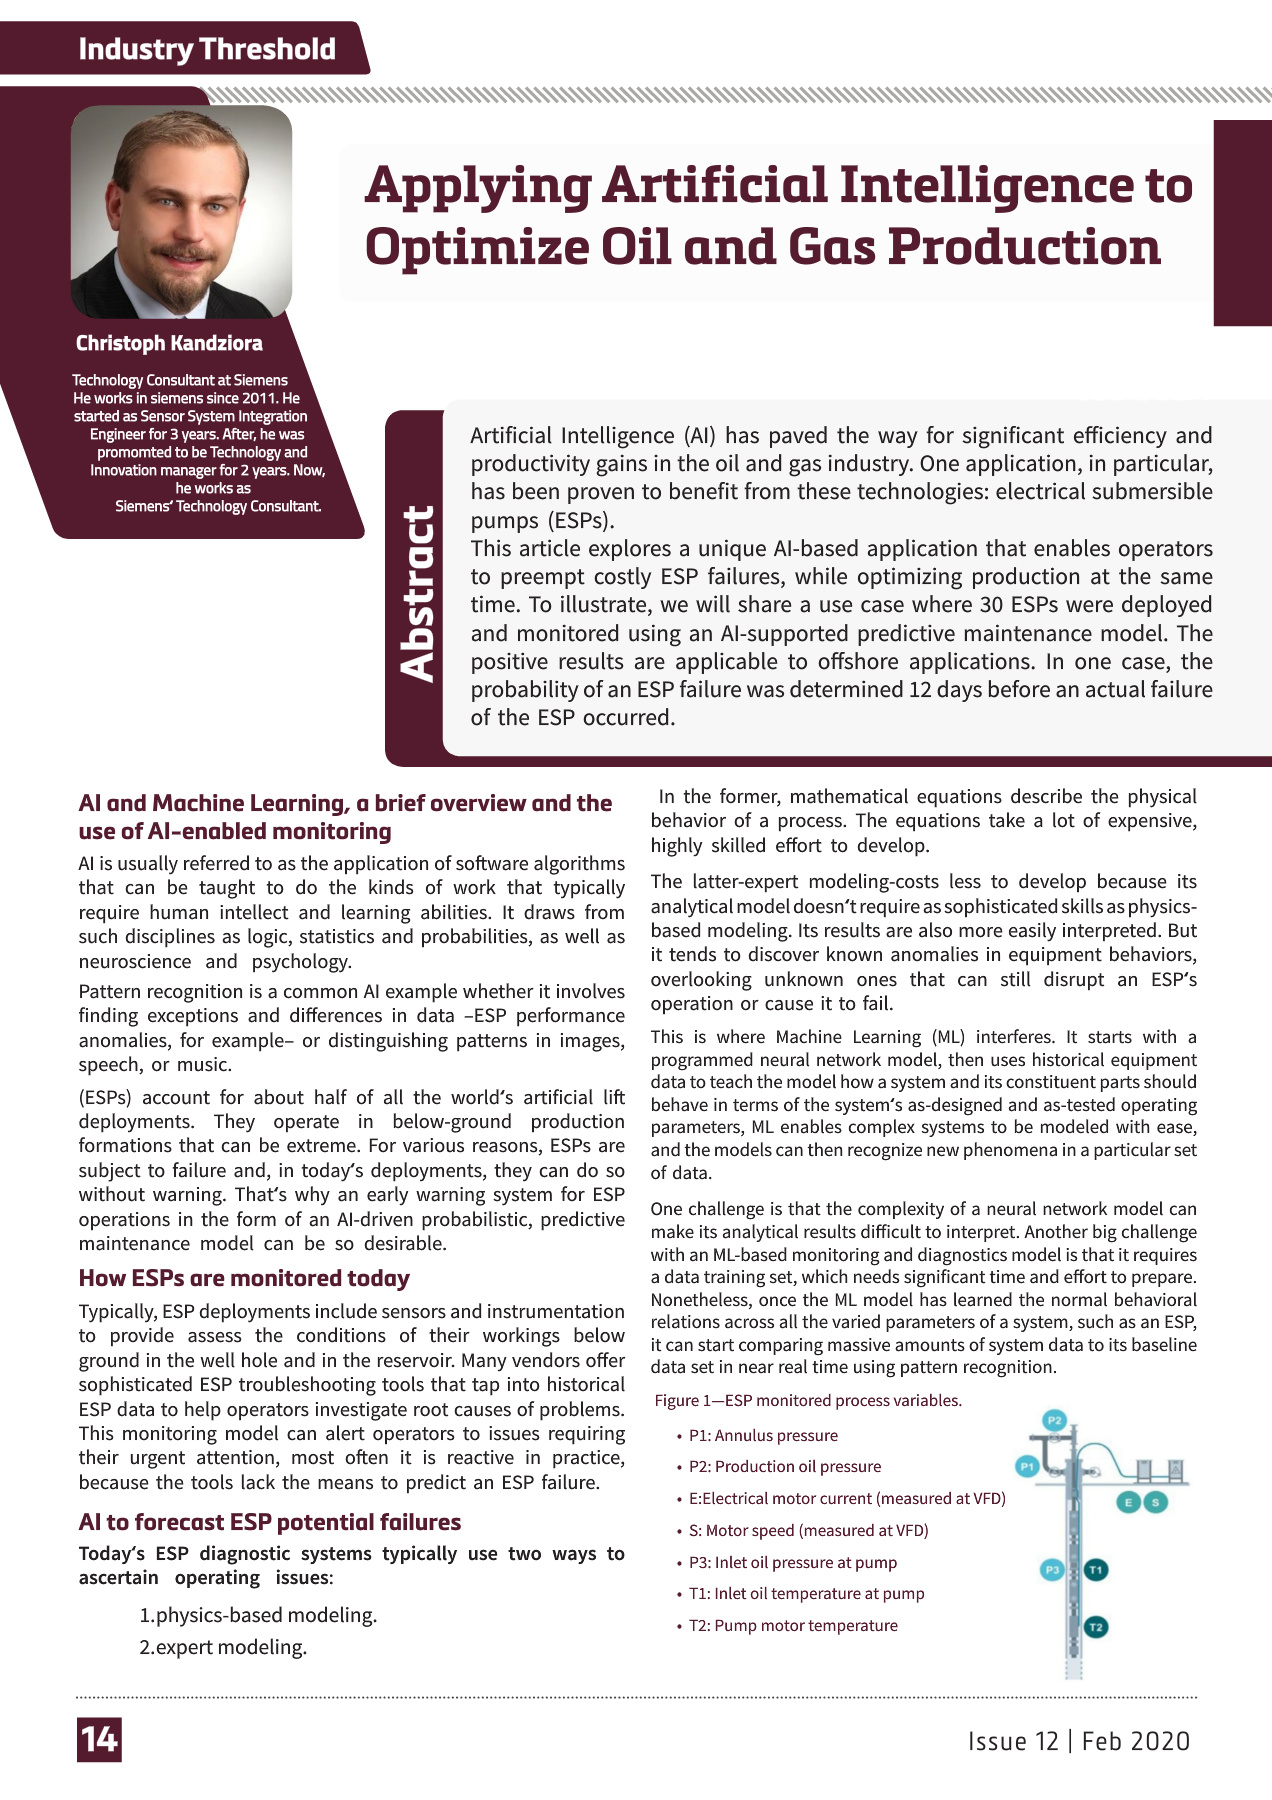 Industry Threshold
Applying Artificial Intelligence to
Optimize Oil and Gas Production
Christoph Kandziora
Technology Consultant at Siemens
He works in siemens since 2011. He
started as Sensor System Integration
Engineer for 3 years. After, he was
promomted to be Technology and
Innovation manager for 2 years. Now,
he works as
Siemens‘ Technology Consultant.
Abstract
Artificial Intelligence (AI) has paved the way for significant efficiency and
productivity gains in the oil and gas industry. One application, in particular,
has been proven to benefit from these technologies: electrical submersible
pumps (ESPs).
This article explores a unique AI-based application that enables operators
to preempt costly ESP failures, while optimizing production at the same
time. To illustrate, we will share a use case where 30 ESPs were deployed
and monitored using an AI-supported predictive maintenance model. The
positive results are applicable to offshore applications. In one case, the
probability of an ESP failure was determined 12 days before an actual failure
of the ESP occurred.
AI and Machine Learning, a brief overview and the
use of AI-enabled monitoring
AI is usually referred to as the application of software algorithms
that can be taught to do the kinds of work that typically
require human intellect and learning abilities. It draws from
such disciplines as logic, statistics and probabilities, as well as
neuroscience and psychology.
Pattern recognition is a common AI example whether it involves
finding exceptions and differences in data –ESP performance
anomalies, for example– or distinguishing patterns in images,
speech, or music.
(ESPs) account for about half of all the world‘s artificial lift
deployments. They operate in below-ground production
formations that can be extreme. For various reasons, ESPs are
subject to failure and, in today‘s deployments, they can do so
without warning. That‘s why an early warning system for ESP
operations in the form of an AI-driven probabilistic, predictive
maintenance model can be so desirable.
How ESPs are monitored today
Typically, ESP deployments include sensors and instrumentation
to provide assess the conditions of their workings below
ground in the well hole and in the reservoir. Many vendors offer
sophisticated ESP troubleshooting tools that tap into historical
ESP data to help operators investigate root causes of problems.
This monitoring model can alert operators to issues requiring
their urgent attention, most often it is reactive in practice,
because the tools lack the means to predict an ESP failure.
AI to forecast ESP potential failures
Today‘s ESP diagnostic systems typically use two ways to
ascertain operating issues:
1.physics-based modeling.
2.expert modeling.
In the former, mathematical equations describe the physical
behavior of a process. The equations take a lot of expensive,
highly skilled effort to develop.
The latter-expert modeling-costs less to develop because its
analytical model doesn‘t require as sophisticated skills as physics-
based modeling. Its results are also more easily interpreted. But
it tends to discover known anomalies in equipment behaviors,
overlooking unknown ones that can still disrupt an ESP‘s
operation or cause it to fail.
This is where Machine Learning (ML) interferes. It starts with a
programmed neural network model, then uses historical equipment
data to teach the model how a system and its constituent parts should
behave in terms of the system‘s as-designed and as-tested operating
parameters, ML enables complex systems to be modeled with ease,
and the models can then recognize new phenomena in a particular set
of data.
One challenge is that the complexity of a neural network model can
make its analytical results difficult to interpret. Another big challenge
with an ML-based monitoring and diagnostics model is that it requires
a data training set, which needs significant time and effort to prepare.
Nonetheless, once the ML model has learned the normal behavioral
relations across all the varied parameters of a system, such as an ESP,
it can start comparing massive amounts of system data to its baseline
data set in near real time using pattern recognition.
Figure 1—ESP monitored process variables.
• P1: Annulus pressure
• P2: Production oil pressure
• E:Electrical motor current (measured at VFD)
• S: Motor speed (measured at VFD)
• P3: Inlet oil pressure at pump
• T1: Inlet oil temperature at pump
• T2: Pump motor temperature
P2
P1
E S
P3 T1
T2
14
Issue 12 | Feb 2020